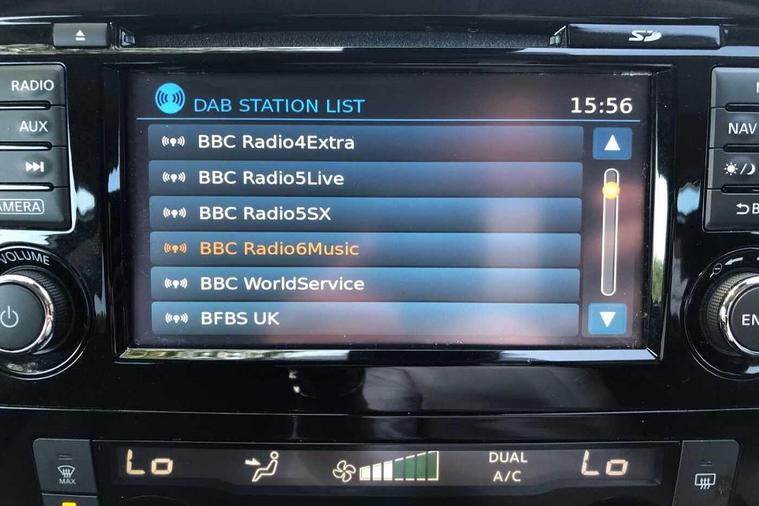 SD
RADIO
DAB STATION LIST
15:56
AUX
BBC Radio4Extra
NAV
BBC Radio5Live
BBC Radio5SX
BBC Radio6Music
VOLUME
BBC WorldService
BFBS UK
Lo
DUAL
A/C
Lo
MAX